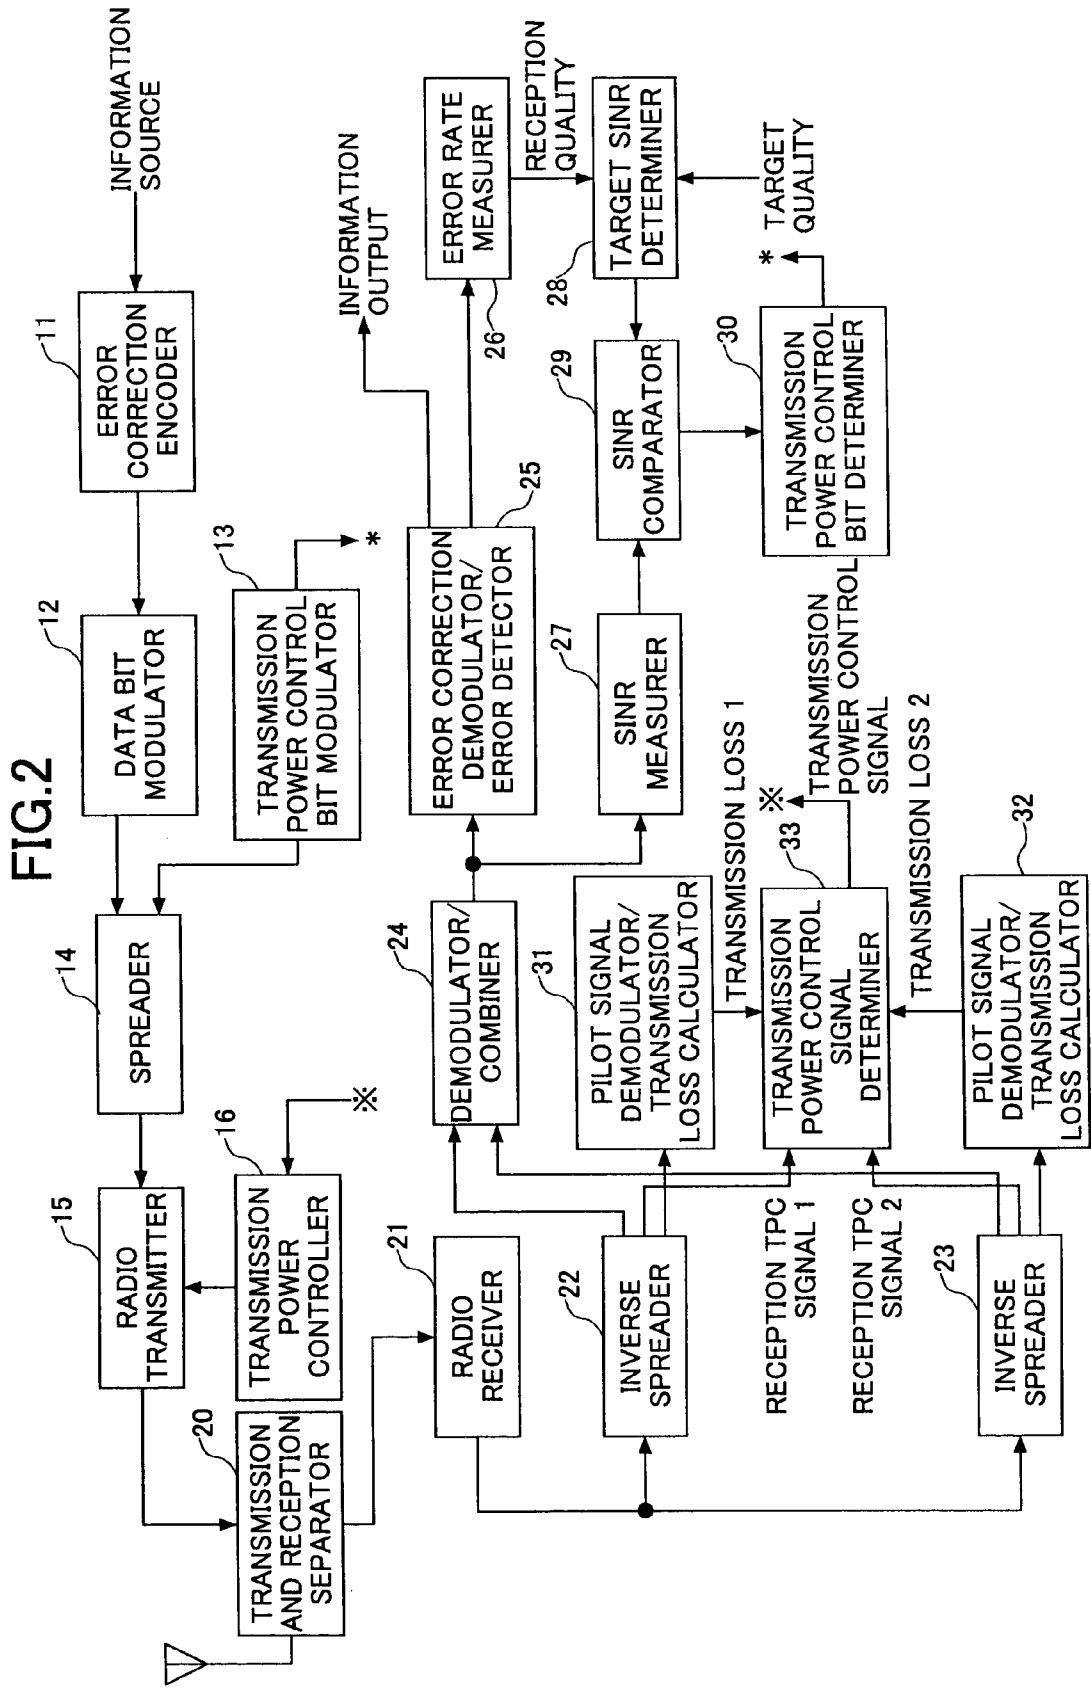 FIG.2
INFORMATION
SOURCE
11
ERROR
CORRECTION
ENCODER
12
DATA BIT
MODULATOR
13
TRANSMISSION
POWER CONTROL
BIT MODULATOR
*
14
SPREADER
15
RADIO
TRANSMITTER
16
TRANSMISSION
POWER
CONTROLLER
※
20
TRANSMISSION
AND RECEPTION
SEPARATOR
21
RADIO
RECEIVER
22
INVERSE
SPREADER
23
INVERSE
SPREADER
RECEPTION TPC
SIGNAL 1
RECEPTION TPC
SIGNAL 2
24
DEMODULATOR/
COMBINER
25
ERROR CORRECTION
DEMODULATOR/
ERROR DETECTOR
INFORMATION
OUTPUT
26
ERROR RATE
MEASURER
RECEPTION
QUALITY
27
SINR
MEASURER
28
TARGET SINR
DETERMINER
TARGET
QUALITY
29
SINR
COMPARATOR
30
TRANSMISSION
POWER CONTROL
BIT DETERMINER
*
31
PILOT SIGNAL
DEMODULATOR/
TRANSMISSION
LOSS CALCULATOR
TRANSMISSION LOSS 1
32
PILOT SIGNAL
DEMODULATOR/
TRANSMISSION
LOSS CALCULATOR
TRANSMISSION LOSS 2
33
TRANSMISSION
POWER CONTROL
SIGNAL
DETERMINER
※
TRANSMISSION
POWER CONTROL
SIGNAL